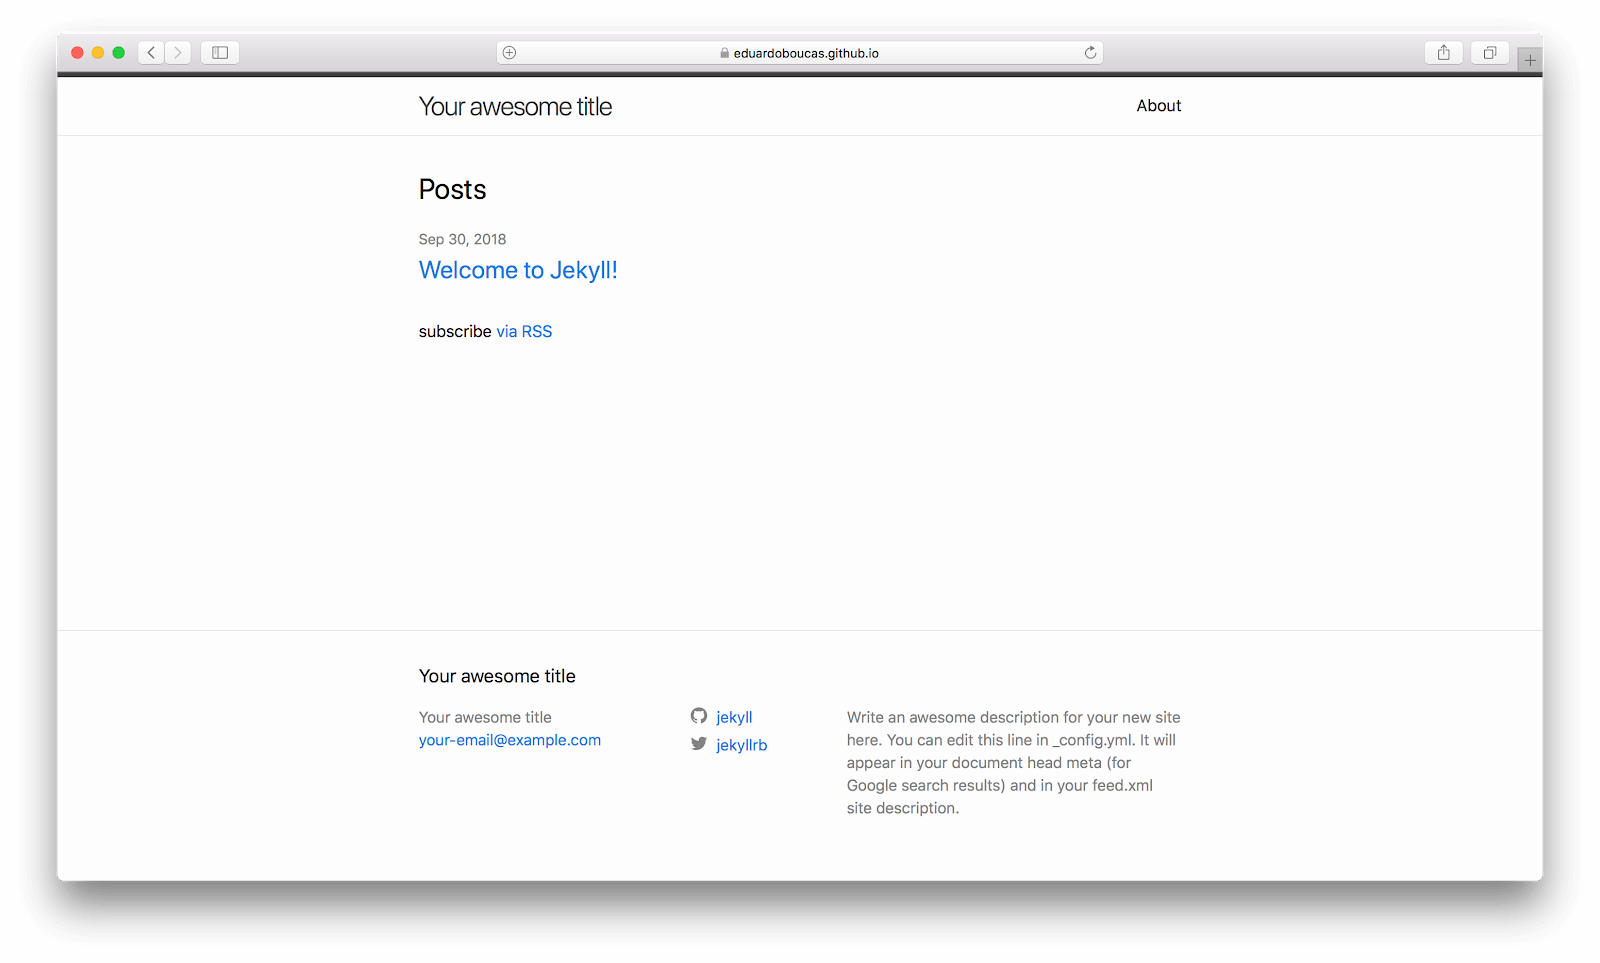 eduardoboucas.github.io
Your awesome title
About
Posts
Sep 30, 2018
Welcome to Jekyll!
subscribe via RSS
Your awesome title
Your awesome title
your-email@example.com
jekyll
jekyllrb
Write an awesome description for your new site
here. You can edit this line in _config.yml. It will
appear in your document head meta (for
Google search results) and in your feed.xml
site description.